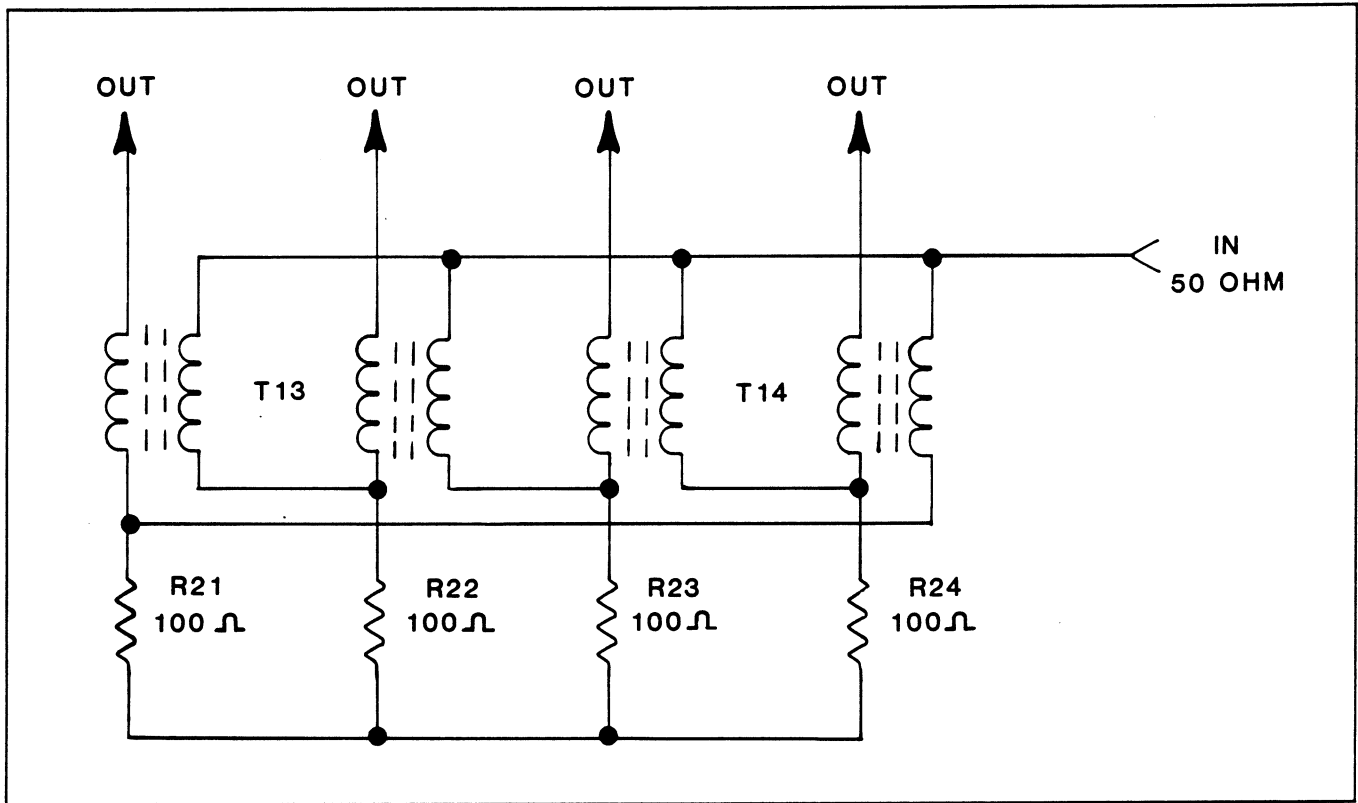 OUT OUT OUT OUT
IN
50 OHM
T13 T14
R21 R22 R23 R24
100 Ω 100 Ω 100 Ω 100 Ω